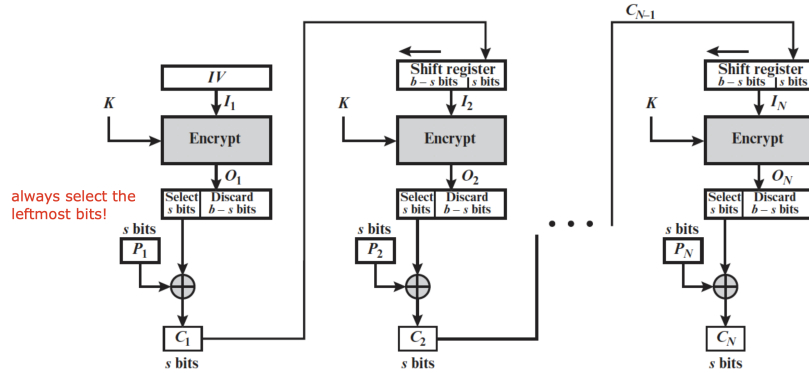 C_{N-1}
IV
I_1
K
Encrypt
O_1
always select the
leftmost bits!
Select
s bits
Discard
b – s bits
s bits
P_1
C_1
s bits
Shift register
b – s bits
s bits
I_2
K
Encrypt
O_2
Select
s bits
Discard
b – s bits
s bits
P_2
C_2
s bits
• • •
Shift register
b – s bits
s bits
I_N
K
Encrypt
O_N
Select
s bits
Discard
b – s bits
s bits
P_N
C_N
s bits